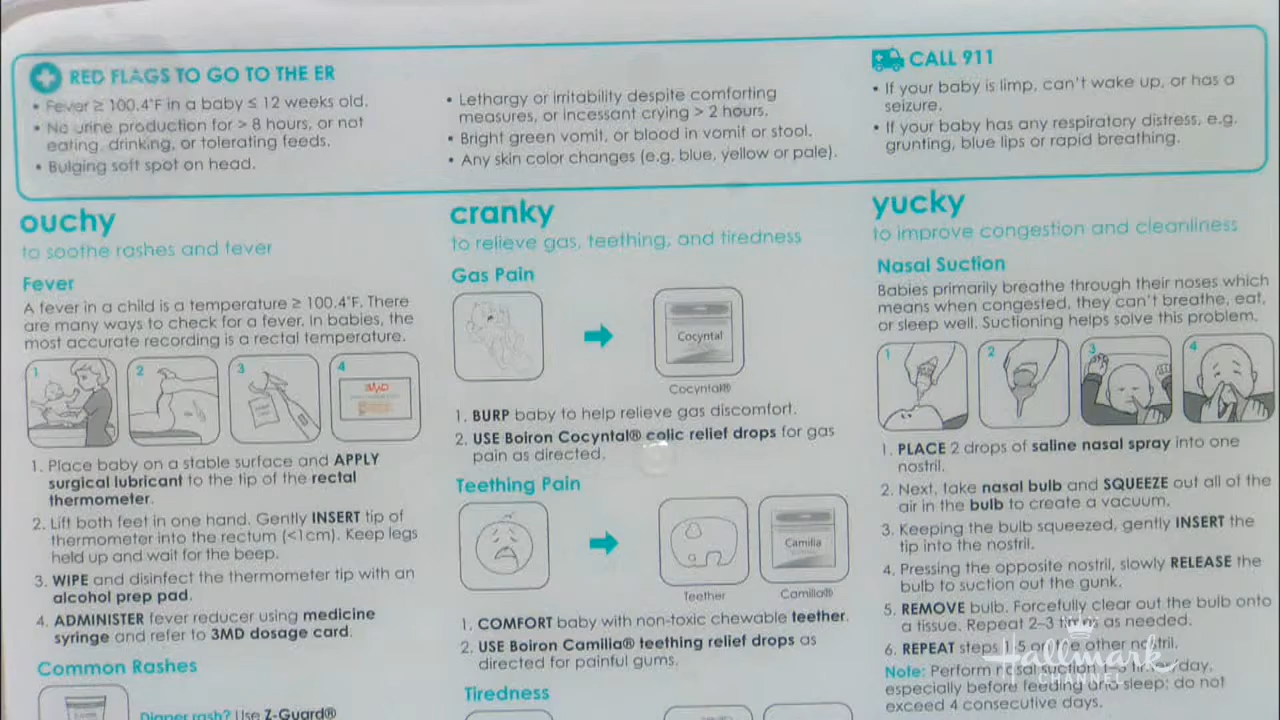 RED FLAGS TO GO TO THE ER
• Fever ≥ 100.4°F in a baby ≤ 12 weeks old.
• No urine production for > 8 hours, or not
eating, drinking, or tolerating feeds.
• Bulging soft spot on head.
• Lethargy or irritability despite comforting
measures, or incessant crying > 2 hours.
• Bright green vomit, or blood in vomit or stool.
• Any skin color changes (e.g. blue, yellow or pale).
CALL 911
• If your baby is limp, can't wake up, or has a
seizure.
• If your baby has any respiratory distress, e.g.
grunting, blue lips or rapid breathing.
ouchy
to soothe rashes and fever
Fever
A fever in a child is a temperature ≥ 100.4°F. There
are many ways to check for a fever. In babies, the
most accurate recording is a rectal temperature.
1
2
3
4
3MD
1. Place baby on a stable surface and APPLY
surgical lubricant to the tip of the rectal
thermometer.
2. Lift both feet in one hand. Gently INSERT tip of
thermometer into the rectum (<1cm). Keep legs
held up and wait for the beep.
3. WIPE and disinfect the thermometer tip with an
alcohol prep pad.
4. ADMINISTER fever reducer using medicine
syringe and refer to 3MD dosage card.
Common Rashes
Diaper rash? Use Z-Guard®
cranky
to relieve gas, teething, and tiredness
Gas Pain
Cocyntal
Cocyntal®
1. BURP baby to help relieve gas discomfort.
2. USE Boiron Cocyntal® colic relief drops for gas
pain as directed.
Teething Pain
Camilia
Teether
Camilia®
1. COMFORT baby with non-toxic chewable teether.
2. USE Boiron Camilia® teething relief drops as
directed for painful gums.
Tiredness
yucky
to improve congestion and cleanliness
Nasal Suction
Babies primarily breathe through their noses which
means when congested, they can't breathe, eat,
or sleep well. Suctioning helps solve this problem.
1
2
3
4
1. PLACE 2 drops of saline nasal spray into one
nostril.
2. Next, take nasal bulb and SQUEEZE out all of the
air in the bulb to create a vacuum.
3. Keeping the bulb squeezed, gently INSERT the
tip into the nostril.
4. Pressing the opposite nostril, slowly RELEASE the
bulb to suction out the gunk.
5. REMOVE bulb. Forcefully clear out the bulb onto
a tissue. Repeat 2–3 times as needed.
6. REPEAT steps 1-5 on the other nostril.
Note: Perform nasal suction day,
especially before feeding and sleep; do not
exceed 4 consecutive days.
Hallmark
CHANNEL